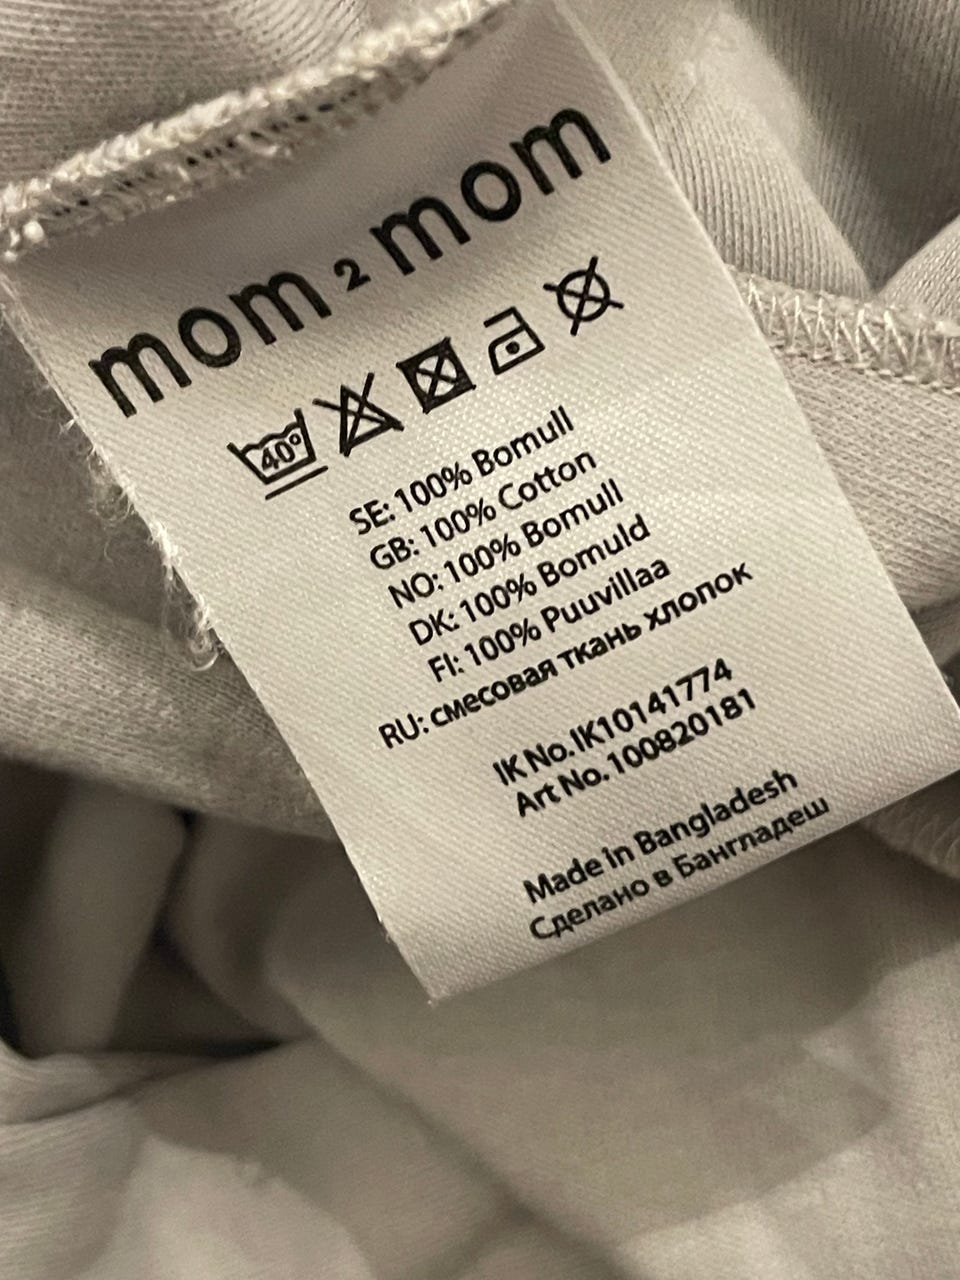 mom 2 mom
40°
SE: 100% Bomull
GB: 100% Cotton
NO: 100% Bomull
DK: 100% Bomuld
FI: 100% Puuvillaa
RU: смесовая ткань хлопок
IK No. IK10141774
Art No. 100820181
Made in Bangladesh
Сделано в Бангладеш